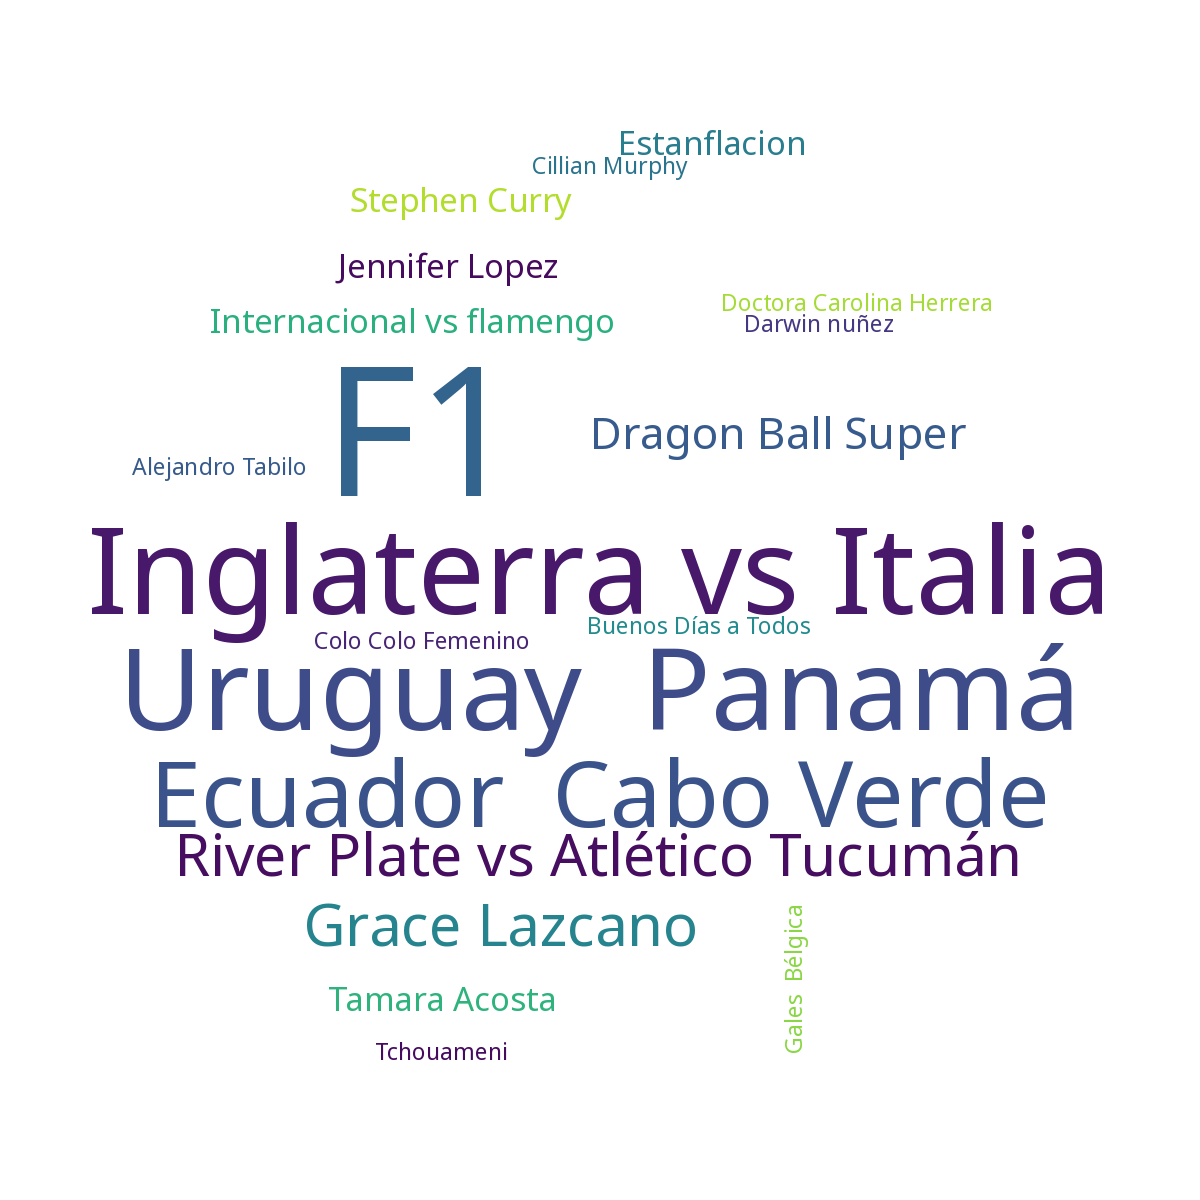 Estanflacion
Cillian Murphy
Stephen Curry
Jennifer Lopez
Doctora Carolina Herrera
Internacional vs flamengo
Darwin nuñez
F1
Dragon Ball Super
Alejandro Tabilo
Inglaterra vs Italia
Buenos Días a Todos
Colo Colo Femenino
Uruguay Panamá
Ecuador Cabo Verde
River Plate vs Atlético Tucumán
Grace Lazcano
Gales Bélgica
Tamara Acosta
Tchouameni